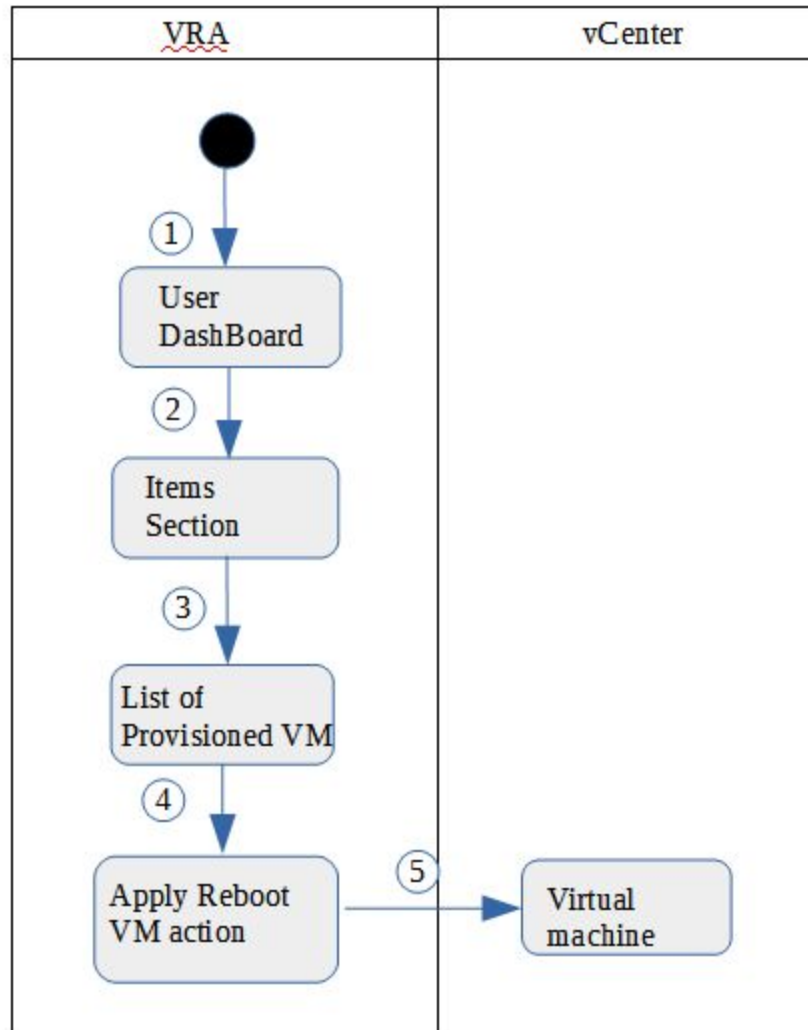 VRA
vCenter
1
User
DashBoard
2
Items
Section
3
List of
Provisioned VM
4
Apply Reboot
VM action
5
Virtual
machine